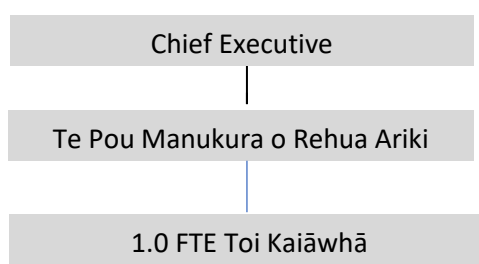 Chief Executive
Te Pou Manukura o Rehua Ariki
1.0 FTE Toi Kaiāwhā